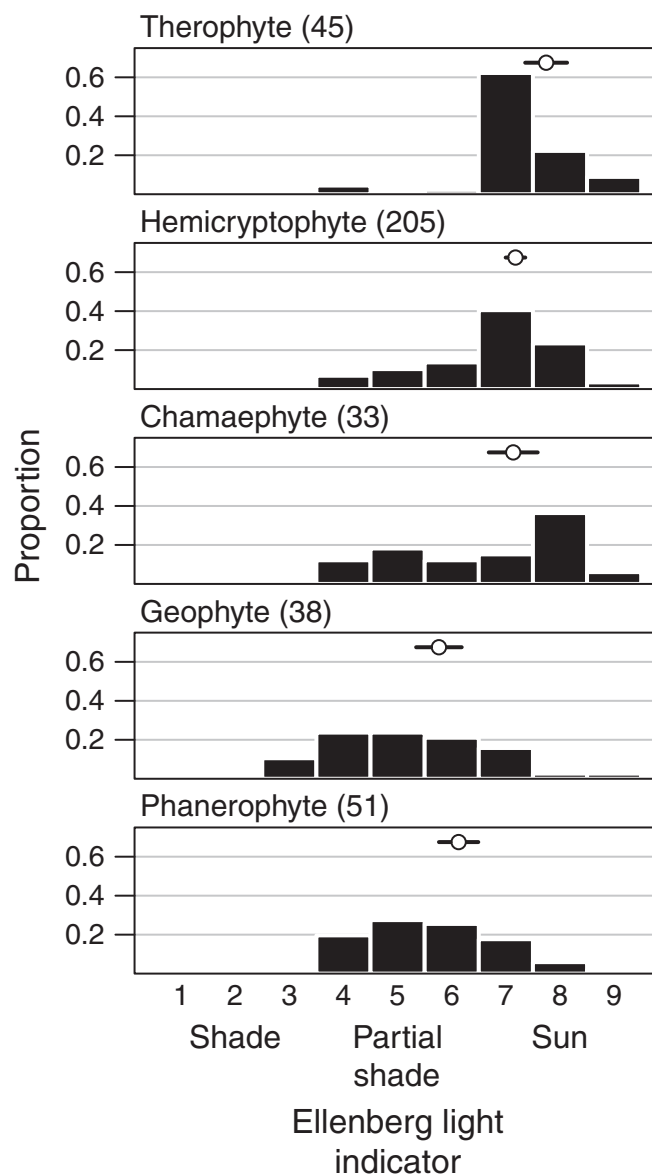 Therophyte (45)
0.6
0.4
0.2
Hemicryptophyte (205)
0.6
0.4
0.2
Chamaephyte (33)
0.6
0.4
0.2
Geophyte (38)
0.6
0.4
0.2
Phanerophyte (51)
0.6
0.4
0.2
Proportion
1 2 3 4 5 6 7 8 9
Shade Partial shade Sun
Ellenberg light
indicator